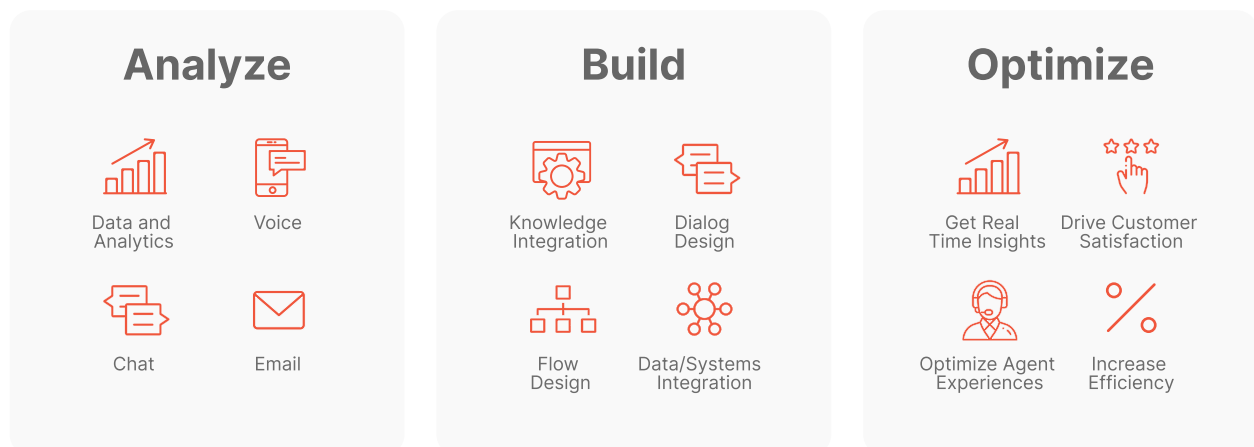 Analyze
Data and
Analytics
Voice
Chat
Email
Build
Knowledge
Integration
Dialog
Design
Flow
Design
Data/Systems
Integration
Optimize
Get Real
Time Insights
Drive Customer
Satisfaction
Optimize Agent
Experiences
Increase
Efficiency